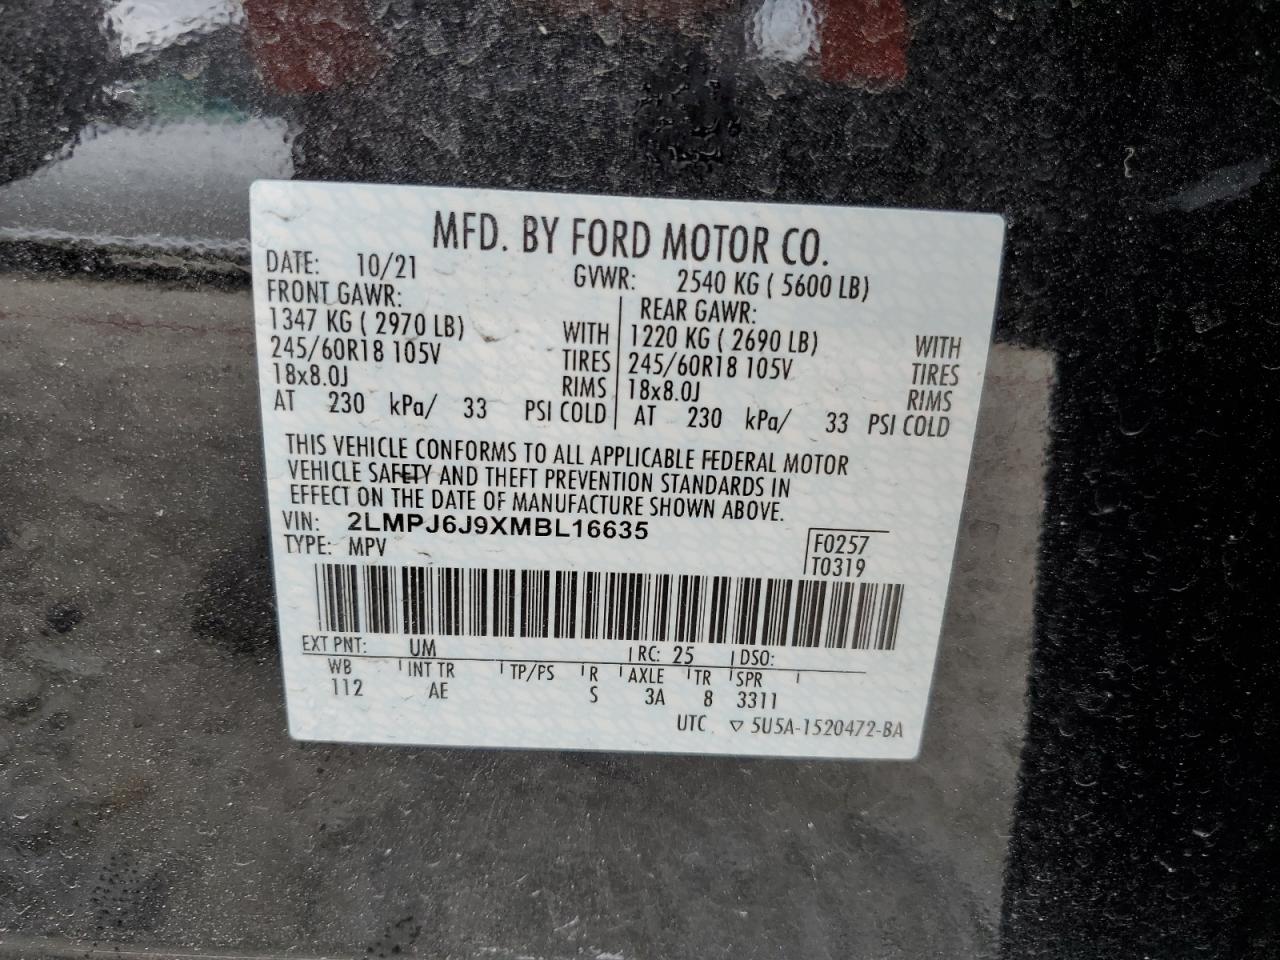 MFD. BY FORD MOTOR CO.
DATE: 10/21 GVWR: 2540 KG ( 5600 LB)
FRONT GAWR: REAR GAWR:
1347 KG ( 2970 LB) WITH 1220 KG ( 2690 LB) WITH
245/60R18 105V TIRES 245/60R18 105V TIRES
18x8.0J RIMS 18x8.0J RIMS
AT 230 kPa/ 33 PSI COLD AT 230 kPa/ 33 PSI COLD
THIS VEHICLE CONFORMS TO ALL APPLICABLE FEDERAL MOTOR
VEHICLE SAFETY AND THEFT PREVENTION STANDARDS IN
EFFECT ON THE DATE OF MANUFACTURE SHOWN ABOVE.
VIN: 2LMPJ6J9XMBL16635 F0257
TYPE: MPV T0319
EXT PNT: UM RC: 25 DSO:
WB INT TR TP/PS R AXLE TR SPR
112 AE S 3A 8 3311
UTC ▽ 5U5A-1520472-BA